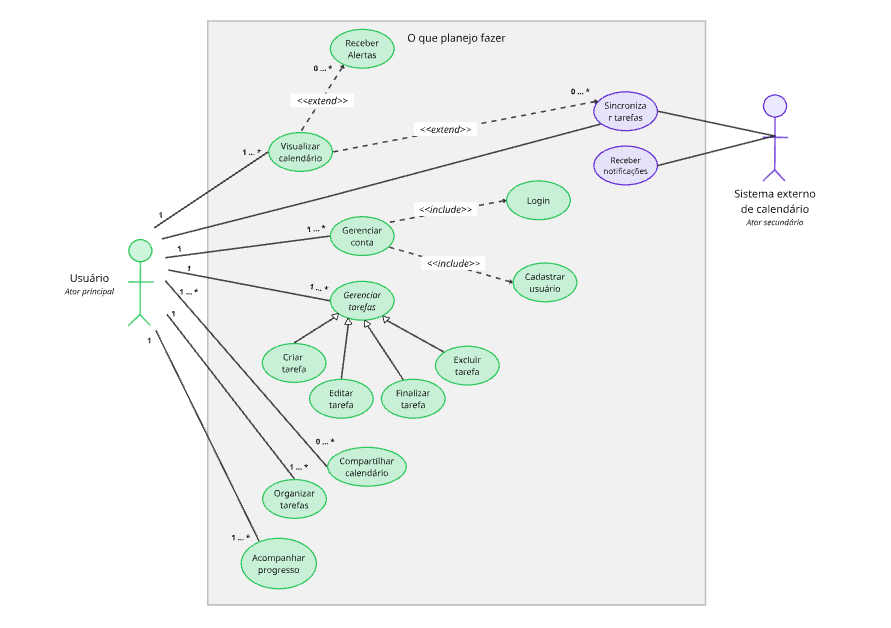 O que planejo fazer
Receber
Alertas
0 ... *
<<extend>>
0 ... *
Sincroniza
r tarefas
<<extend>>
Visualizar
calendário
1 ... *
1
Receber
notificações
Sistema externo
de calendário
Ator secundário
Login
<<include>>
Gerenciar
conta
1 ... *
1
<<include>>
Cadastrar
usuário
Usuário
Ator principal
1
1 ... *
Gerenciar
tarefas
1 ... *
1
1
Criar
tarefa
Editar
tarefa
Finalizar
tarefa
Excluir
tarefa
0 ... *
Compartilhar
calendário
1 ... *
Organizar
tarefas
1 ... *
Acompanhar
progresso